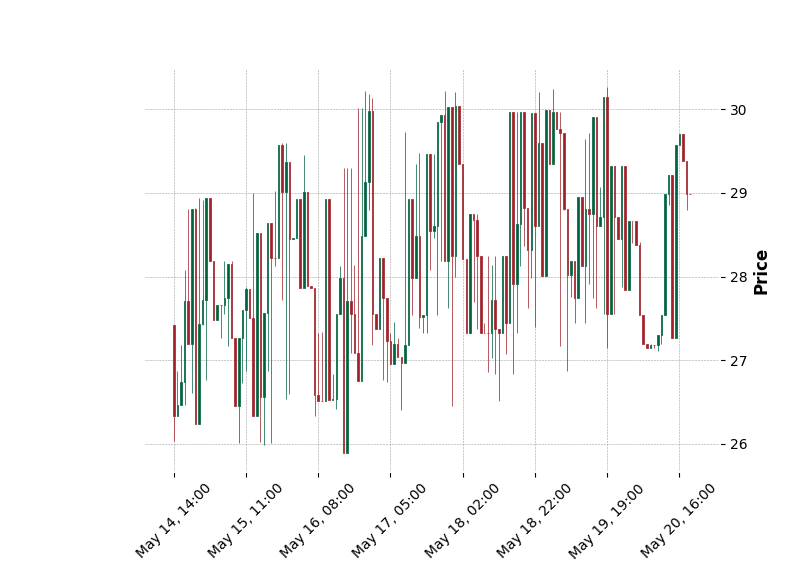 30
29
28
27
26
Price
May 14, 14:00
May 15, 11:00
May 16, 08:00
May 17, 05:00
May 18, 02:00
May 18, 22:00
May 19, 19:00
May 20, 16:00